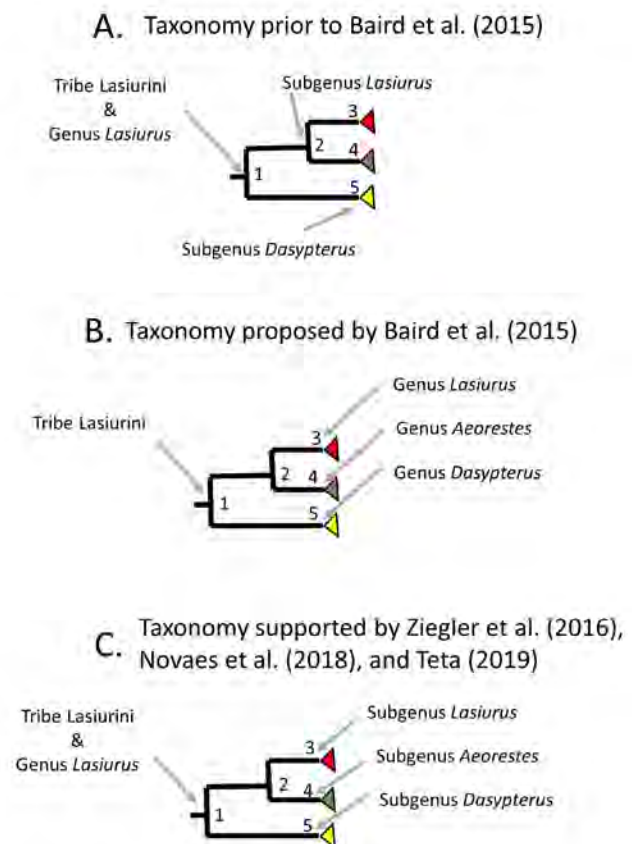 A. Taxonomy prior to Baird et al. (2015)
Tribe Lasiurini
&
Genus Lasiurus
Subgenus Lasiurus
3
2
4
1
5
Subgenus Dasypterus
B. Taxonomy proposed by Baird et al. (2015)
Tribe Lasiurini
Genus Lasiurus
Genus Aeorestes
Genus Dasypterus
3
2
4
1
5
C. Taxonomy supported by Ziegler et al. (2016),
Novaes et al. (2018), and Teta (2019)
Tribe Lasiurini
&
Genus Lasiurus
Subgenus Lasiurus
Subgenus Aeorestes
Subgenus Dasypterus
3
2
4
1
5